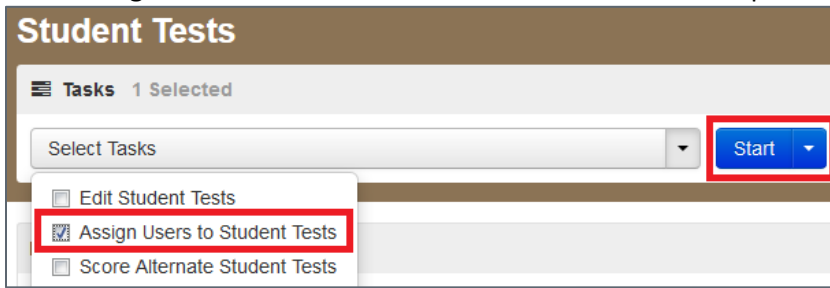 Student Tests
Tasks 1 Selected
Select Tasks
Start
Edit Student Tests
Assign Users to Student Tests
Score Alternate Student Tests